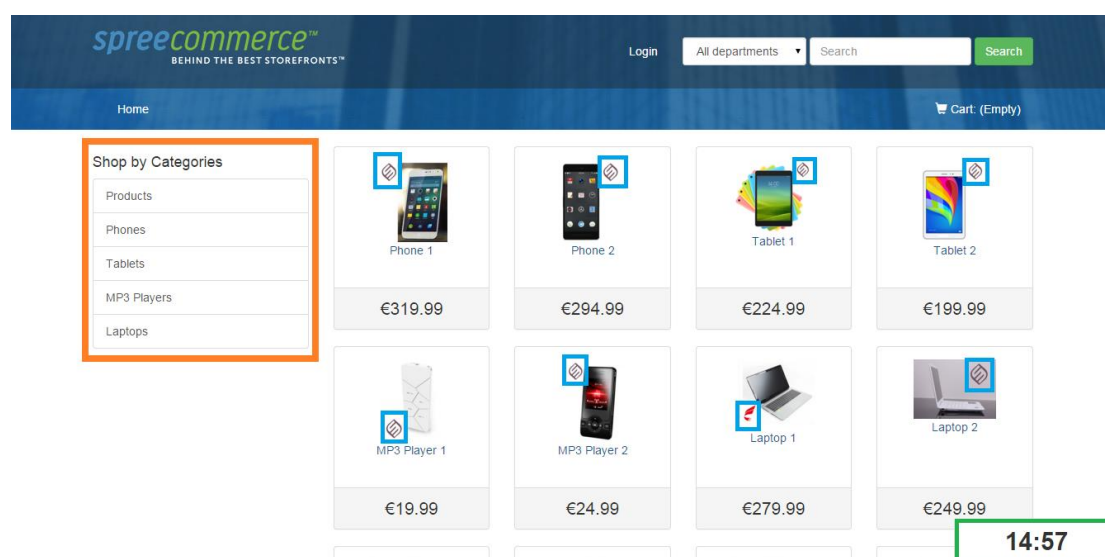 spreecommerce™
BEHIND THE BEST STOREFRONTS™
Login
All departments
Search
Search
Home
Cart: (Empty)
Shop by Categories
Products
Phones
Tablets
MP3 Players
Laptops
Phone 1
Phone 2
Tablet 1
Tablet 2
€319.99
€294.99
€224.99
€199.99
MP3 Player 1
MP3 Player 2
Laptop 1
Laptop 2
€19.99
€24.99
€279.99
€249.99
14:57